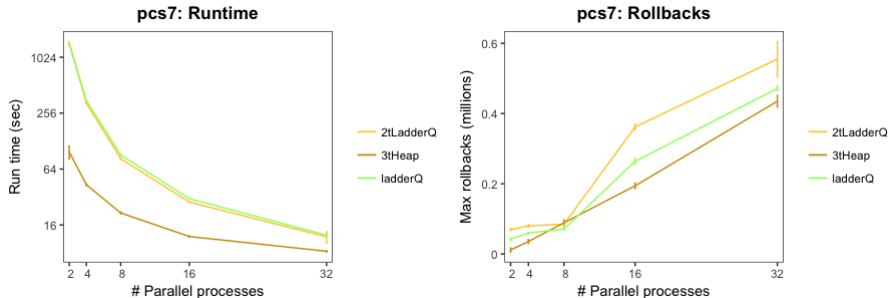 pcs7: Runtime
Run time (sec)
1024
256
64
16
2 4 8 16 32
# Parallel processes
2tLadderQ
3tHeap
ladderQ
pcs7: Rollbacks
Max rollbacks (millions)
0.6
0.4
0.2
0
2 4 8 16 32
# Parallel processes
2tLadderQ
3tHeap
ladderQ